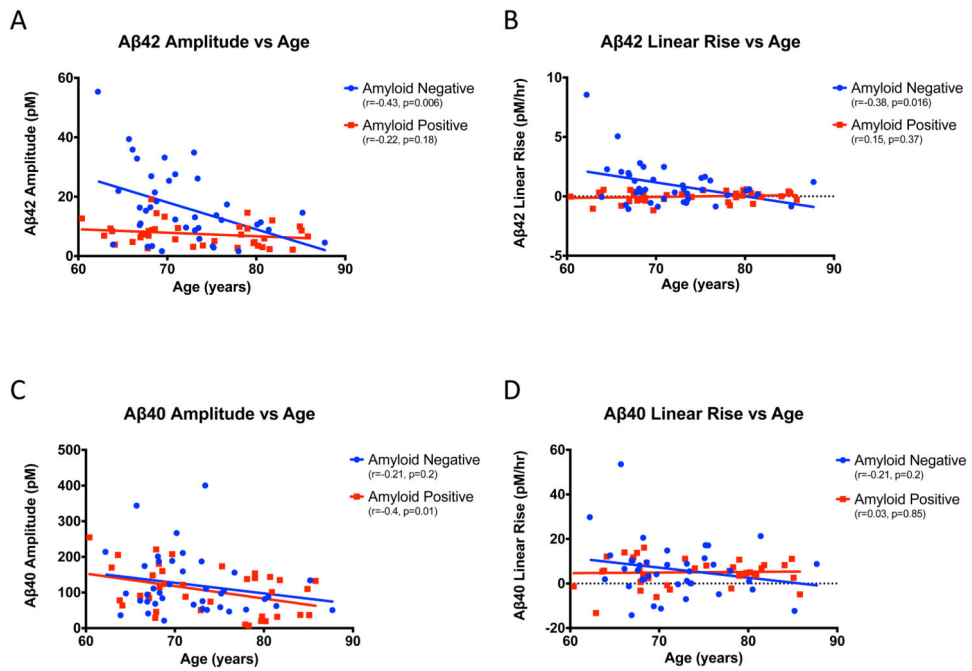 A
Aβ42 Amplitude vs Age
Aβ42 Amplitude (pM)
60
40
20
0
60 70 80 90
Age (years)
Amyloid Negative
(r=-0.43, p=0.006)
Amyloid Positive
(r=-0.22, p=0.18)
B
Aβ42 Linear Rise vs Age
Aβ42 Linear Rise (pM/hr)
10
5
0
-5
60 70 80 90
Age (years)
Amyloid Negative
(r=-0.38, p=0.016)
Amyloid Positive
(r=0.15, p=0.37)
C
Aβ40 Amplitude vs Age
Aβ40 Amplitude (pM)
500
400
300
200
100
0
60 70 80 90
Age (years)
Amyloid Negative
(r=-0.21, p=0.2)
Amyloid Positive
(r=-0.4, p=0.01)
D
Aβ40 Linear Rise vs Age
Aβ40 Linear Rise (pM/hr)
60
40
20
0
-20
60 70 80 90
Age (years)
Amyloid Negative
(r=-0.21, p=0.2)
Amyloid Positive
(r=0.03, p=0.85)